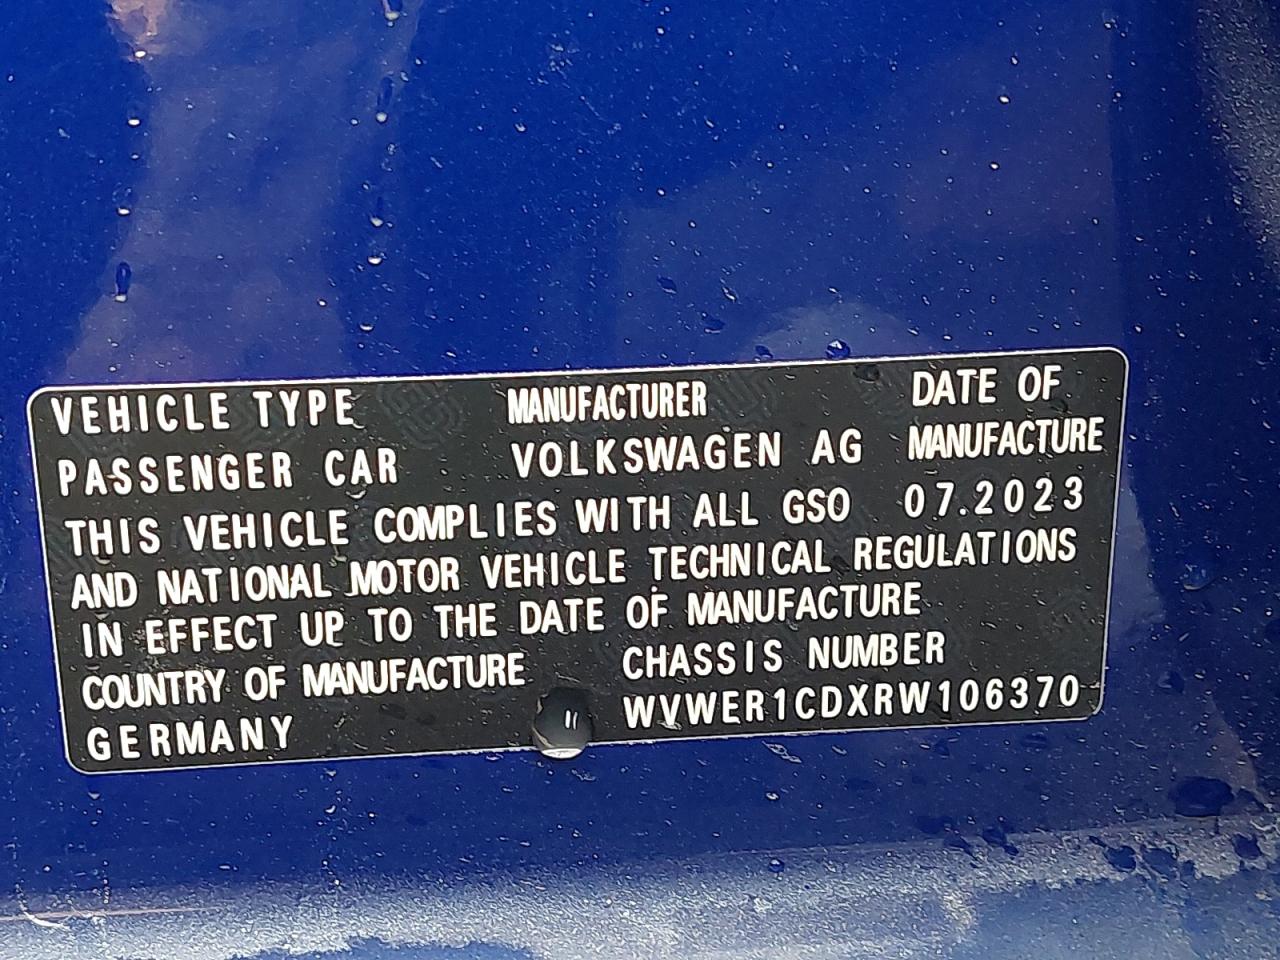 VEHICLE TYPE MANUFACTURER DATE OF
PASSENGER CAR VOLKSWAGEN AG MANUFACTURE
THIS VEHICLE COMPLIES WITH ALL GSO 07.2023
AND NATIONAL MOTOR VEHICLE TECHNICAL REGULATIONS
IN EFFECT UP TO THE DATE OF MANUFACTURE
COUNTRY OF MANUFACTURE CHASSIS NUMBER
GERMANY WVWER1CDXRW106370